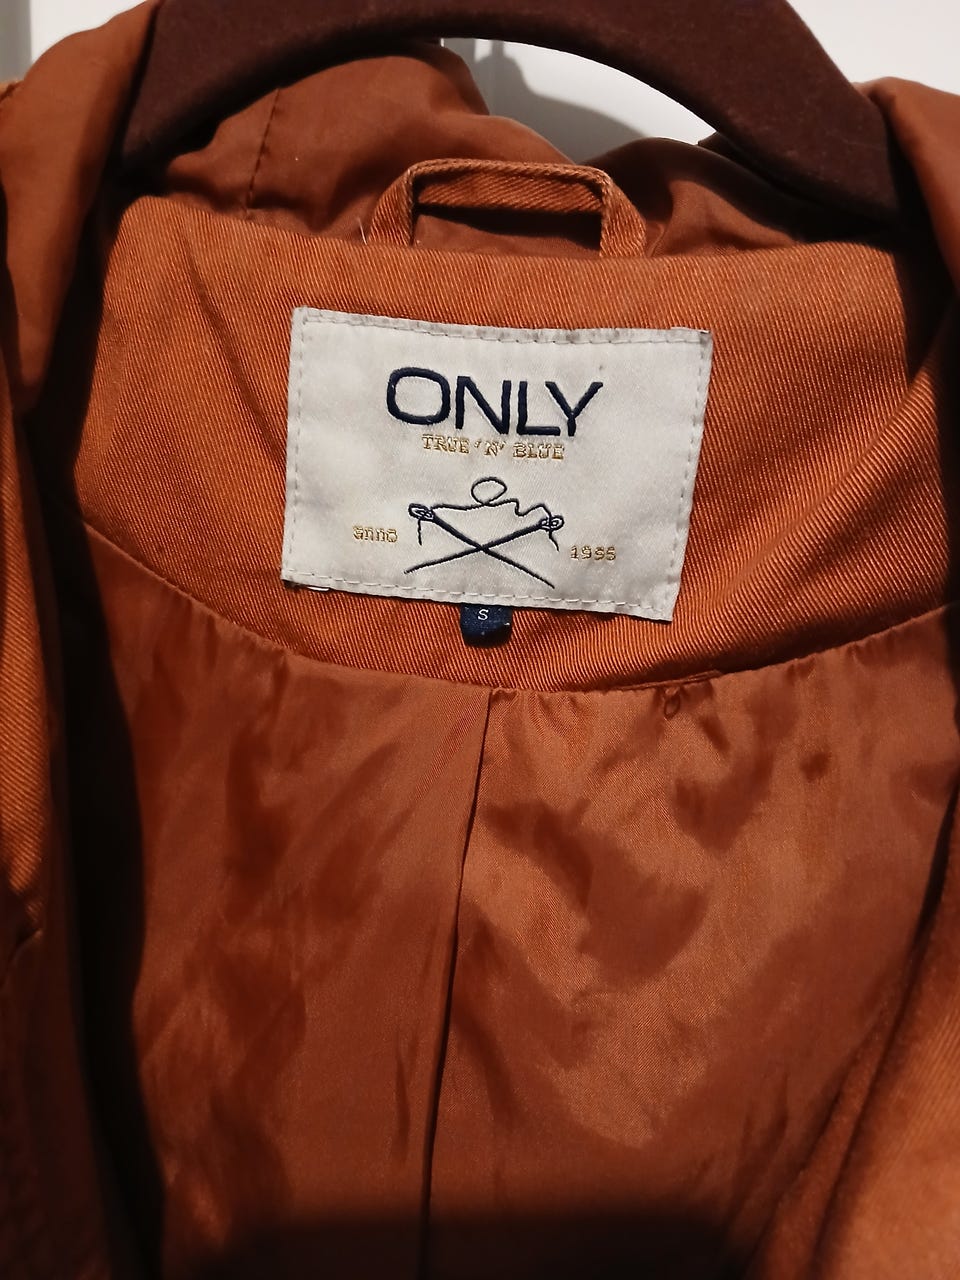 ONLY
TRUE 'N' BLUE
anno 1995
S